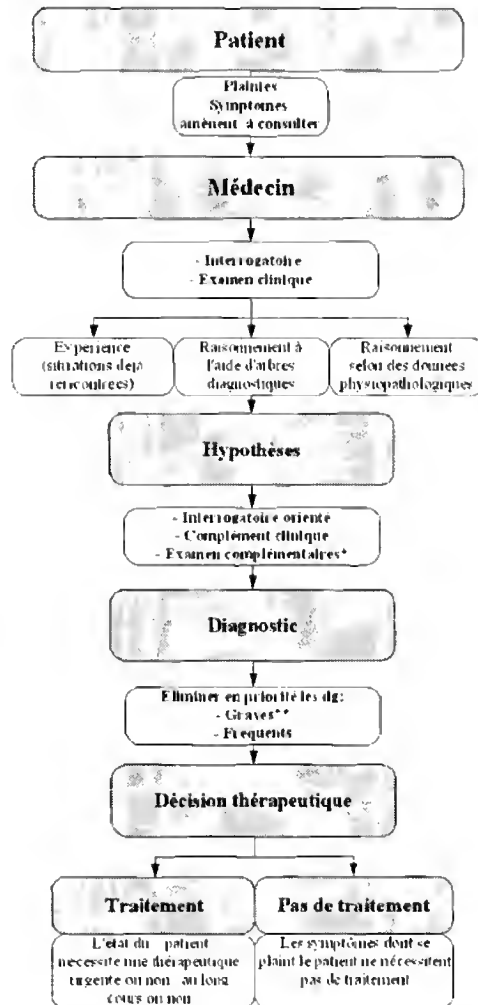 Patient
Plaintes
Symptomes
amènent à consulter
Médecin
- Interrogatoire
- Examen clinique
Expérience
(situations déjà
rencontrées)
Raisonnement à
l'aide d'arbres
diagnostiques
Raisonnement
selon des données
physiopathologiques
Hypothèses
- Interrogatoire orienté
- Complément clinique
- Examen complémentaires*
Diagnostic
Eliminer en priorité les dg:
- Graves**
- Frequents
Décision thérapeutique
Traitement
L'état du patient
nécessite une thérapeutique
urgente ou non au long
cours ou non
Pas de traitement
Les symptômes dont se
plaint le patient ne nécessitent
pas de traitement